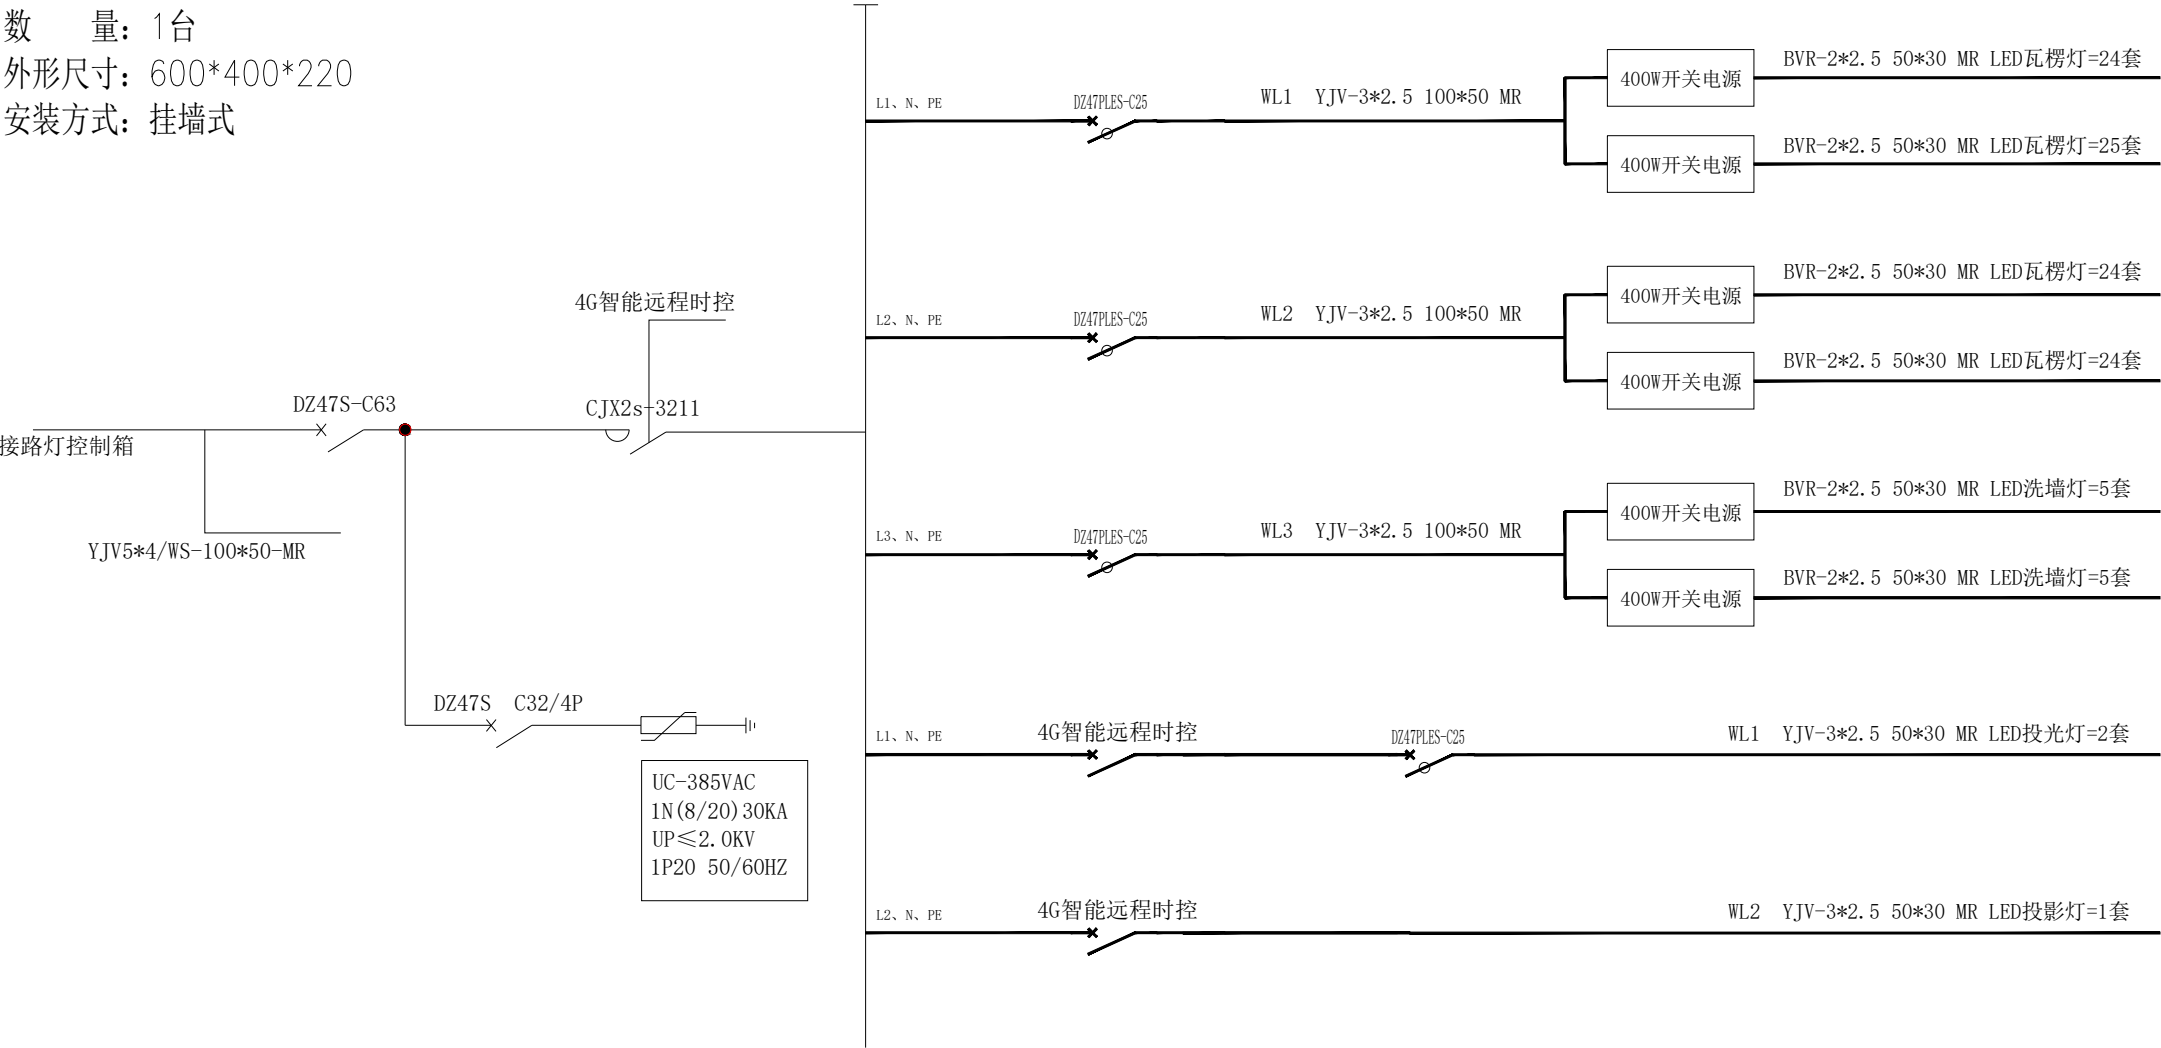 数 量：1台
外形尺寸：600*400*220
安装方式：挂墙式
接路灯控制箱
DZ47S-C63
YJV5*4/WS-100*50-MR
4G智能远程时控
CJX2s-3211
DZ47S C32/4P
UC-385VAC
1N(8/20)30KA
UP≤2.0KV
1P20 50/60HZ
L1、N、PE
DZ47PLES-C25
WL1 YJV-3*2.5 100*50 MR
400W开关电源
BVR-2*2.5 50*30 MR LED瓦楞灯=24套
400W开关电源
BVR-2*2.5 50*30 MR LED瓦楞灯=25套
L2、N、PE
DZ47PLES-C25
WL2 YJV-3*2.5 100*50 MR
400W开关电源
BVR-2*2.5 50*30 MR LED瓦楞灯=24套
400W开关电源
BVR-2*2.5 50*30 MR LED瓦楞灯=24套
L3、N、PE
DZ47PLES-C25
WL3 YJV-3*2.5 100*50 MR
400W开关电源
BVR-2*2.5 50*30 MR LED洗墙灯=5套
400W开关电源
BVR-2*2.5 50*30 MR LED洗墙灯=5套
L1、N、PE
4G智能远程时控
DZ47PLES-C25
WL1 YJV-3*2.5 50*30 MR LED投光灯=2套
L2、N、PE
4G智能远程时控
WL2 YJV-3*2.5 50*30 MR LED投影灯=1套